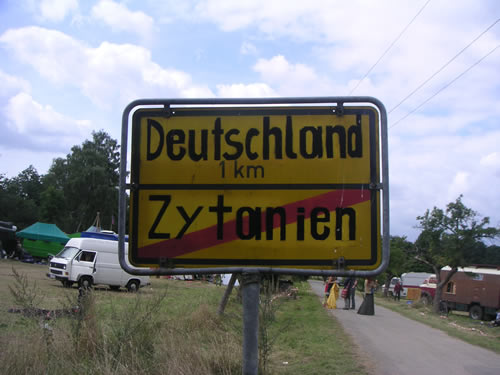 Deutschland
1 km
Zytanien